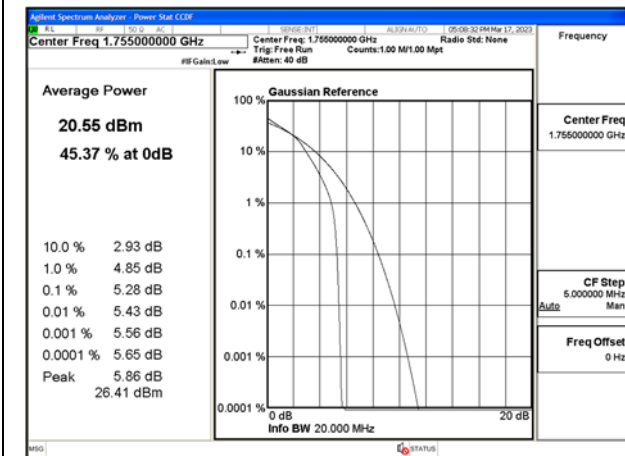 Agilent Spectrum Analyzer - Power Stat CCDF
RL RF 50 Ω AC SENSE:INT ALIGN AUTO 05:08:32 PM Mar 17, 2023
Center Freq 1.755000000 GHz
Center Freq: 1.755000000 GHz Radio Std: None
Trig: Free Run Counts:1.00 M/1.00 Mpt
#IFGain:Low #Atten: 40 dB
Frequency
Average Power
20.55 dBm
45.37 % at 0dB
10.0 % 2.93 dB
1.0 % 4.85 dB
0.1 % 5.28 dB
0.01 % 5.43 dB
0.001 % 5.56 dB
0.0001 % 5.65 dB
Peak 5.86 dB
26.41 dBm
Gaussian Reference
100 %
10 %
1 %
0.1 %
0.01 %
0.001 %
0.0001 %
0 dB 20 dB
Info BW 20.000 MHz
Center Freq
1.755000000 GHz
CF Step
5.000000 MHz
Auto Man
Freq Offset
0 Hz
MSG STATUS